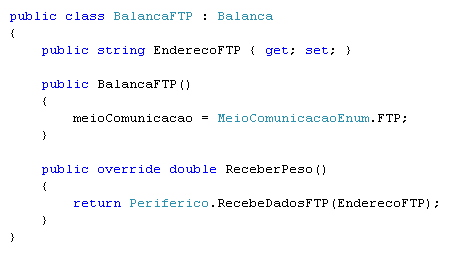 public class BalancaFTP : Balanca
{
    public string EnderecoFTP { get; set; }

    public BalancaFTP()
    {
        meioComunicacao = MeioComunicacaoEnum.FTP;
    }

    public override double ReceberPeso()
    {
        return Periferico.RecebeDadosFTP(EnderecoFTP);
    }
}